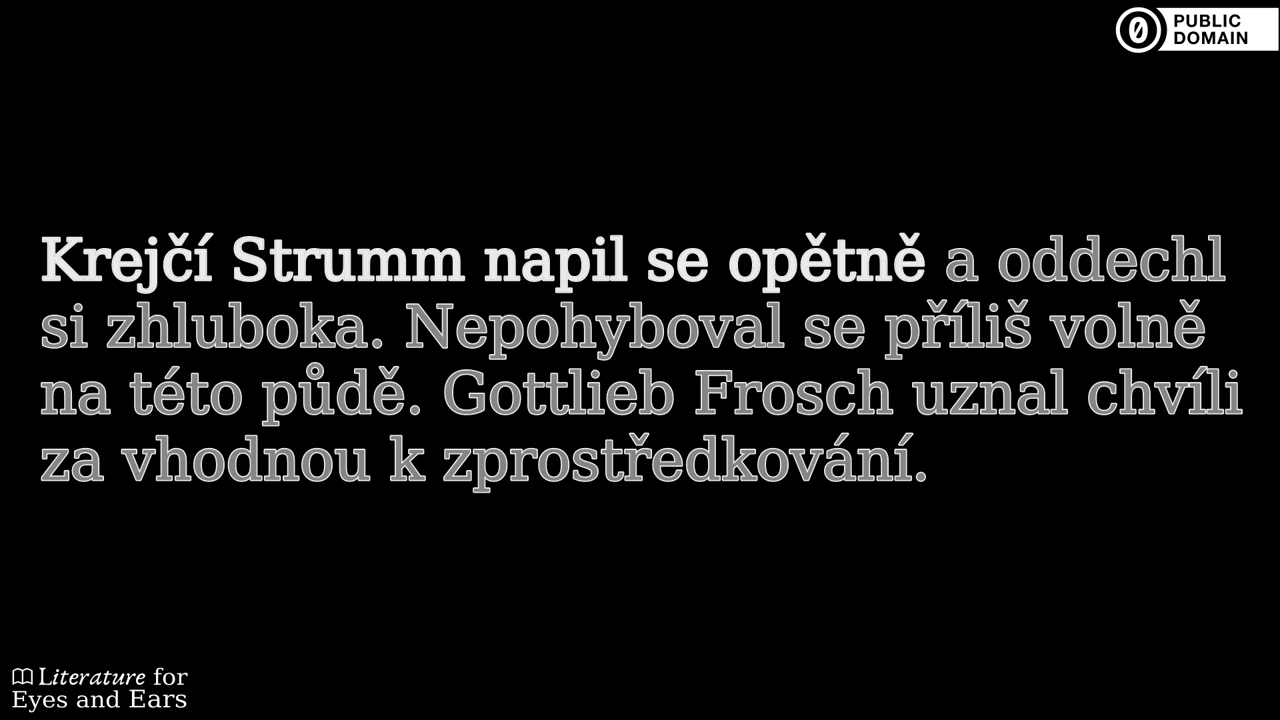 PUBLIC
DOMAIN
Krejčí Strumm napil se opětně a oddechl
si zhluboka. Nepohyboval se příliš volně
na této půdě. Gottlieb Frosch uznal chvíli
za vhodnou k zprostředkování.
Literature for
Eyes and Ears